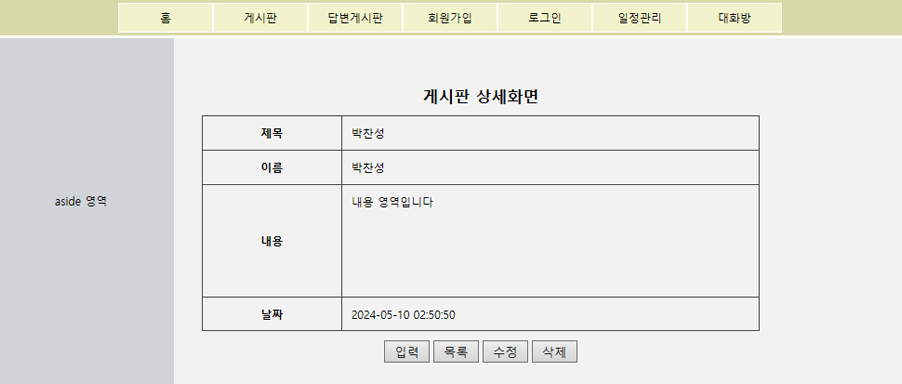 홈 게시판 답변게시판 회원가입 로그인 일정관리 대화방
게시판 상세화면
제목 박찬성
이름 박찬성
aside 영역
내용 내용 영역입니다
날짜 2024-05-10 02:50:50
입력 목록 수정 삭제